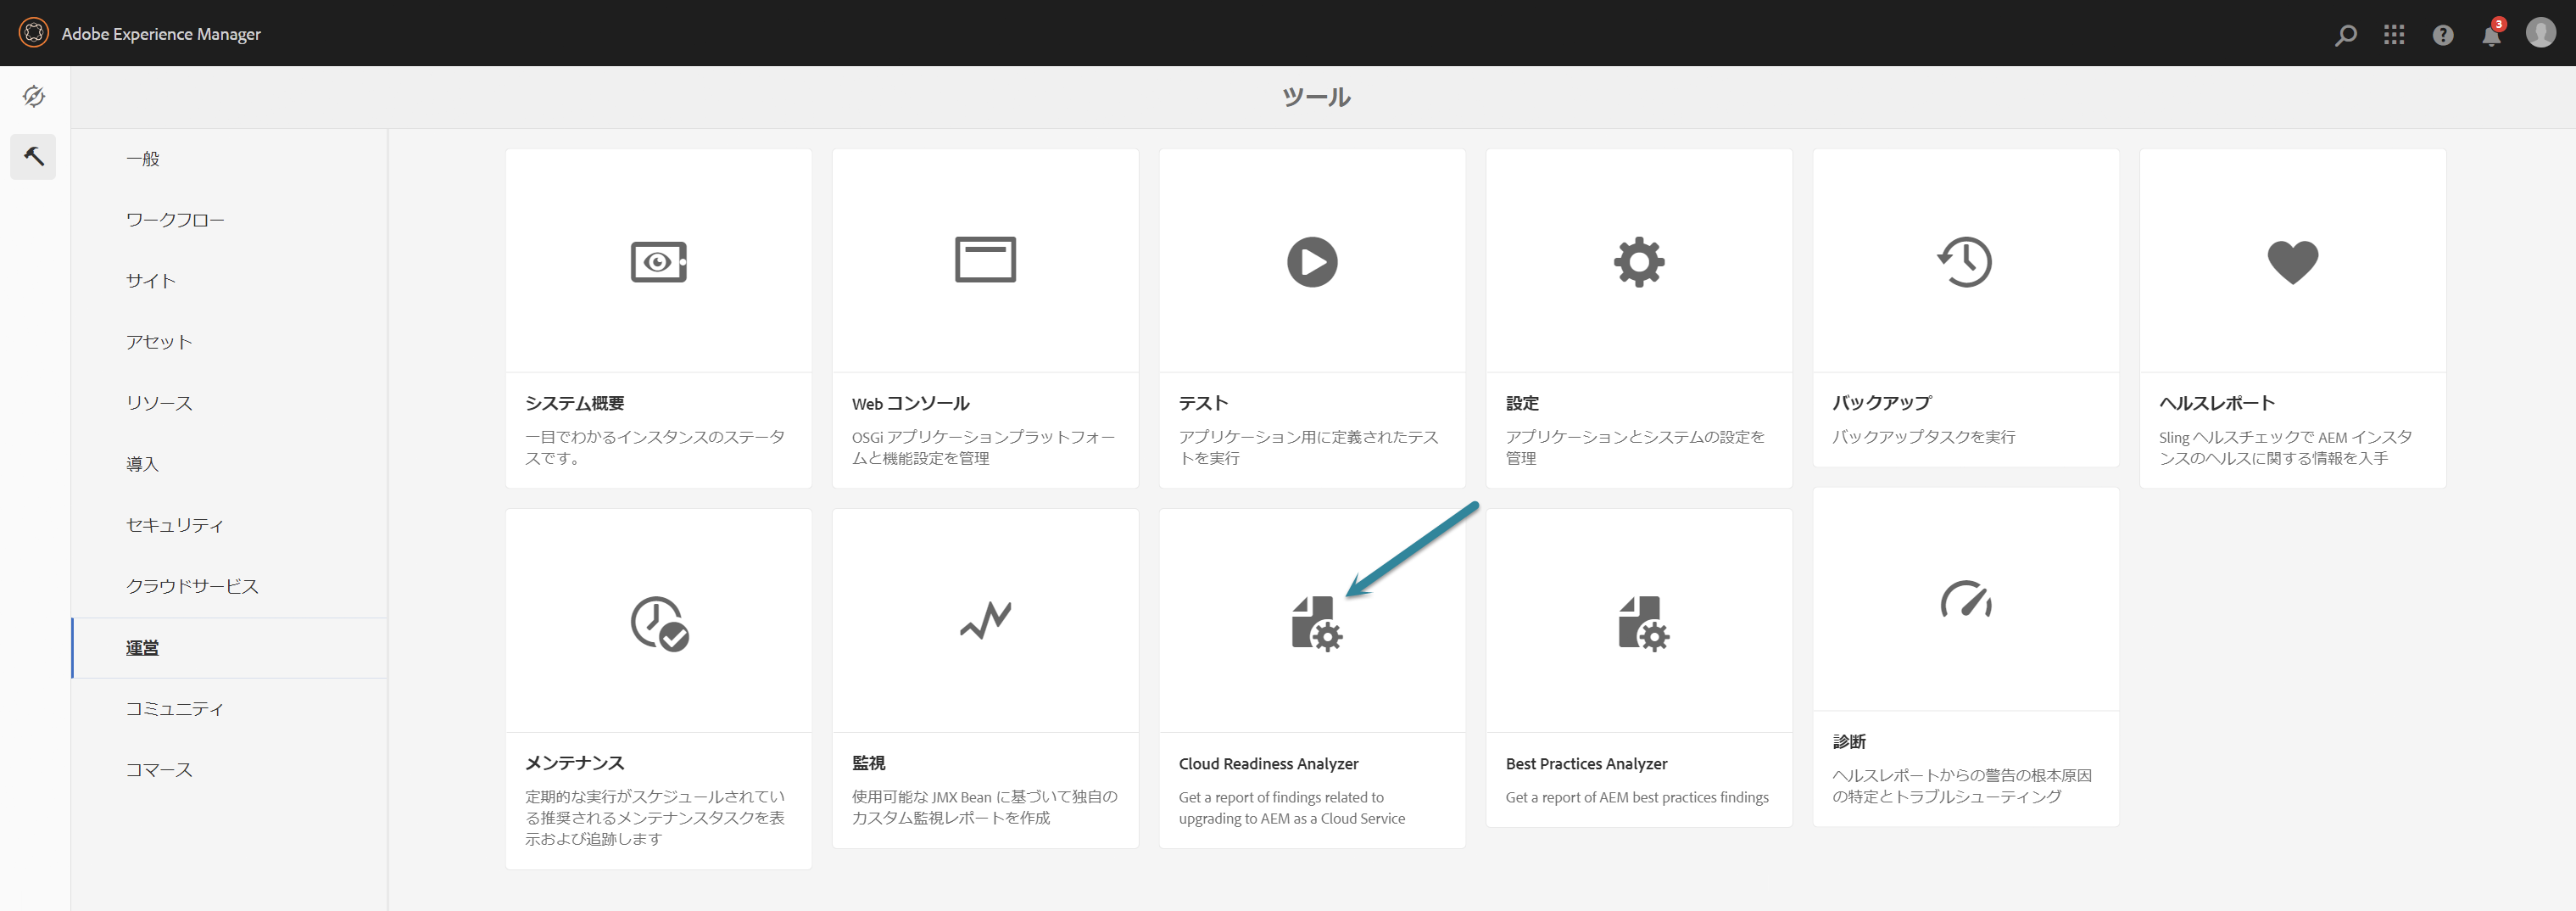 Adobe Experience Manager
3
ツール
一般
ワークフロー
サイト
アセット
リソース
導入
セキュリティ
クラウドサービス
運営
コミュニティ
コマース
システム概要
一目でわかるインスタンスのステータ
スです。
Web コンソール
OSGi アプリケーションプラットフォー
ムと機能設定を管理
テスト
アプリケーション用に定義されたテス
トを実行
設定
アプリケーションとシステムの設定を
管理
バックアップ
バックアップタスクを実行
ヘルスレポート
Sling ヘルスチェックで AEM インスタ
ンスのヘルスに関する情報を入手
メンテナンス
定期的な実行がスケジュールされてい
る推奨されるメンテナンスタスクを表
示および追跡します
監視
使用可能な JMX Bean に基づいて独自の
カスタム監視レポートを作成
Cloud Readiness Analyzer
Get a report of findings related to
upgrading to AEM as a Cloud Service
Best Practices Analyzer
Get a report of AEM best practices findings
診断
ヘルスレポートからの警告の根本原因
の特定とトラブルシューティング